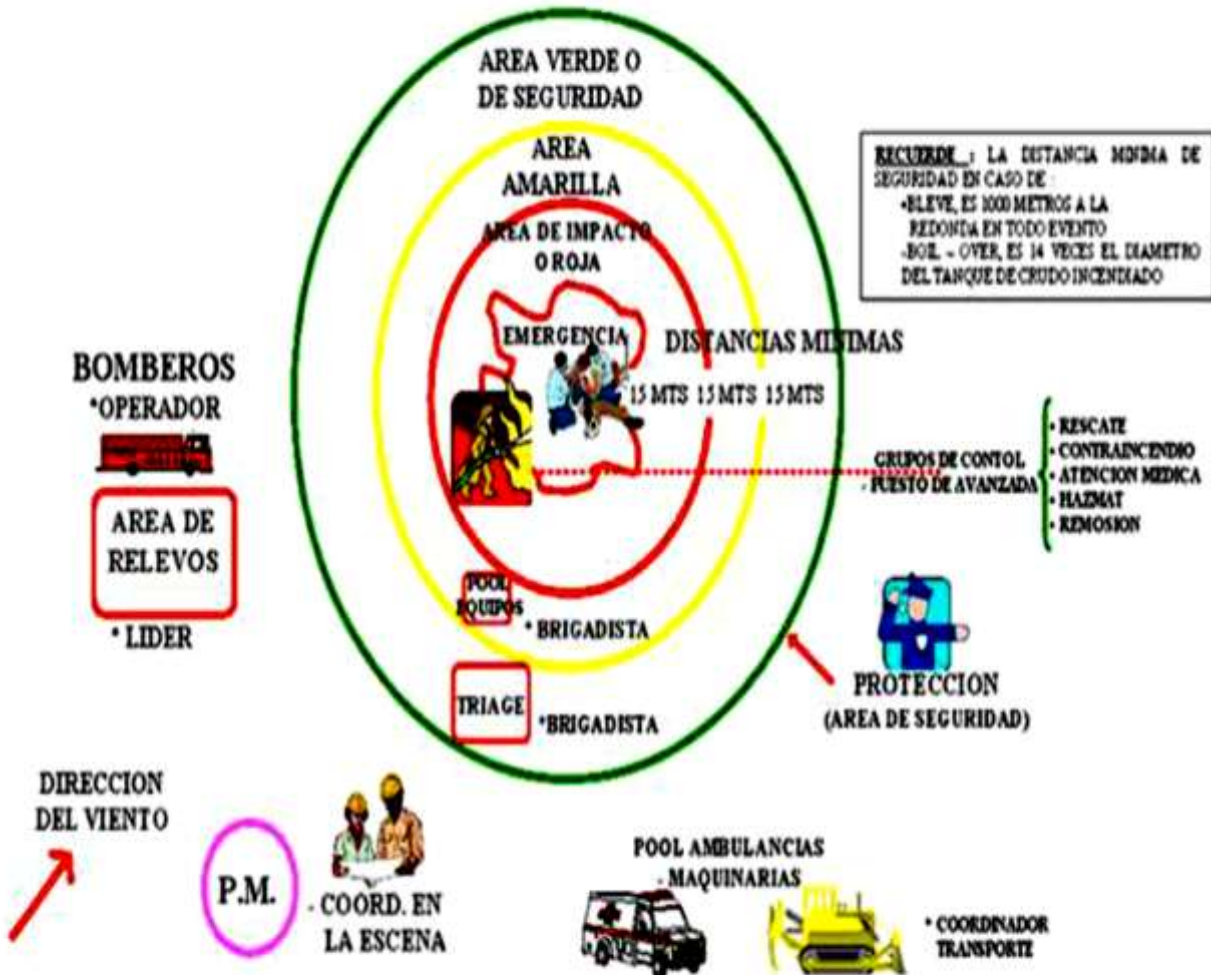 AREA VERDE O
DE SEGURIDAD
AREA
AMARILLA
AREA DE IMPACTO
O ROJA
EMERGENCIA
DISTANCIAS MINIMAS
15 MTS 15 MTS 15 MTS
RECUERDE : LA DISTANCIA MINIMA DE
SEGURIDAD EN CASO DE :
•BLEVE, ES 1000 METROS A LA
REDONDA EN TODO EVENTO
-BOIL - OVER, ES 14 VECES EL DIAMETRO
DEL TANQUE DE CRUDO INCENDIADO
BOMBEROS
*OPERADOR
AREA DE
RELEVOS
* LIDER
GRUPOS DE CONTOL
- PUESTO DE AVANZADA
• RESCATE
• CONTRAINCENDIO
• ATENCION MEDICA
• HAZMAT
• REMOSION
POOL
EQUIPOS
* BRIGADISTA
TRIAGE
*BRIGADISTA
PROTECCION
(AREA DE SEGURIDAD)
DIRECCION
DEL VIENTO
P.M.
- COORD. EN
LA ESCENA
POOL AMBULANCIAS
- MAQUINARIAS
* COORDINADOR
TRANSPORTE